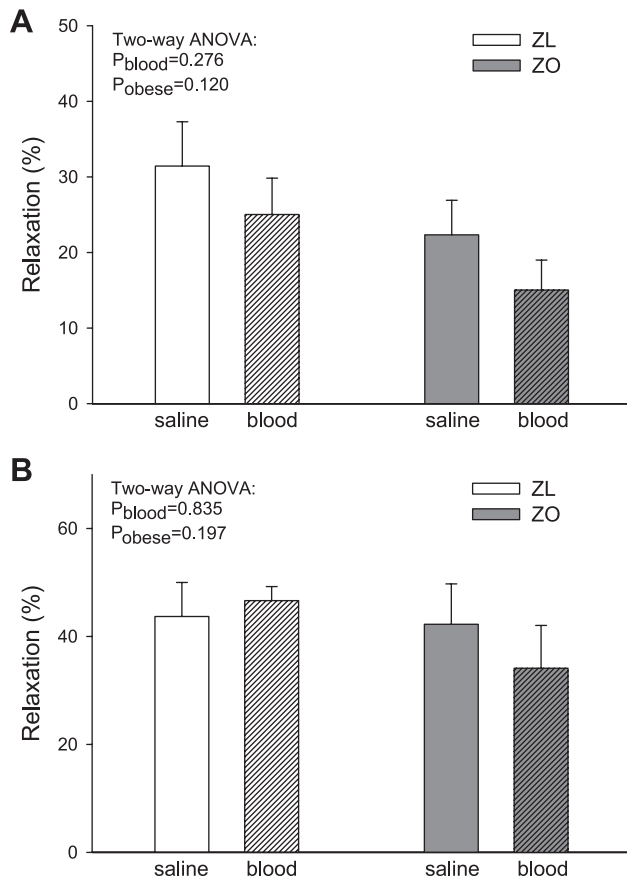 A
50
Two-way ANOVA:
Pblood=0.276
Pobese=0.120
ZL
ZO
40
30
20
10
0
Relaxation (%)
saline blood saline blood
B
Two-way ANOVA:
Pblood=0.835
Pobese=0.197
ZL
ZO
60
40
20
0
Relaxation (%)
saline blood saline blood